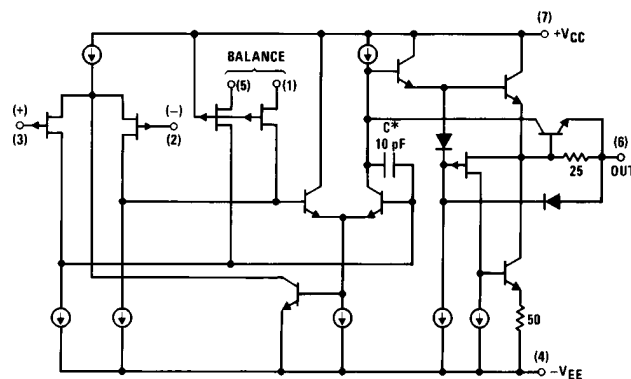 (7)
+VCC
BALANCE
(5)
(1)
(+)
(3)
(−)
(2)
C*
10 pF
(6)
OUT
25
50
(4)
−VEE